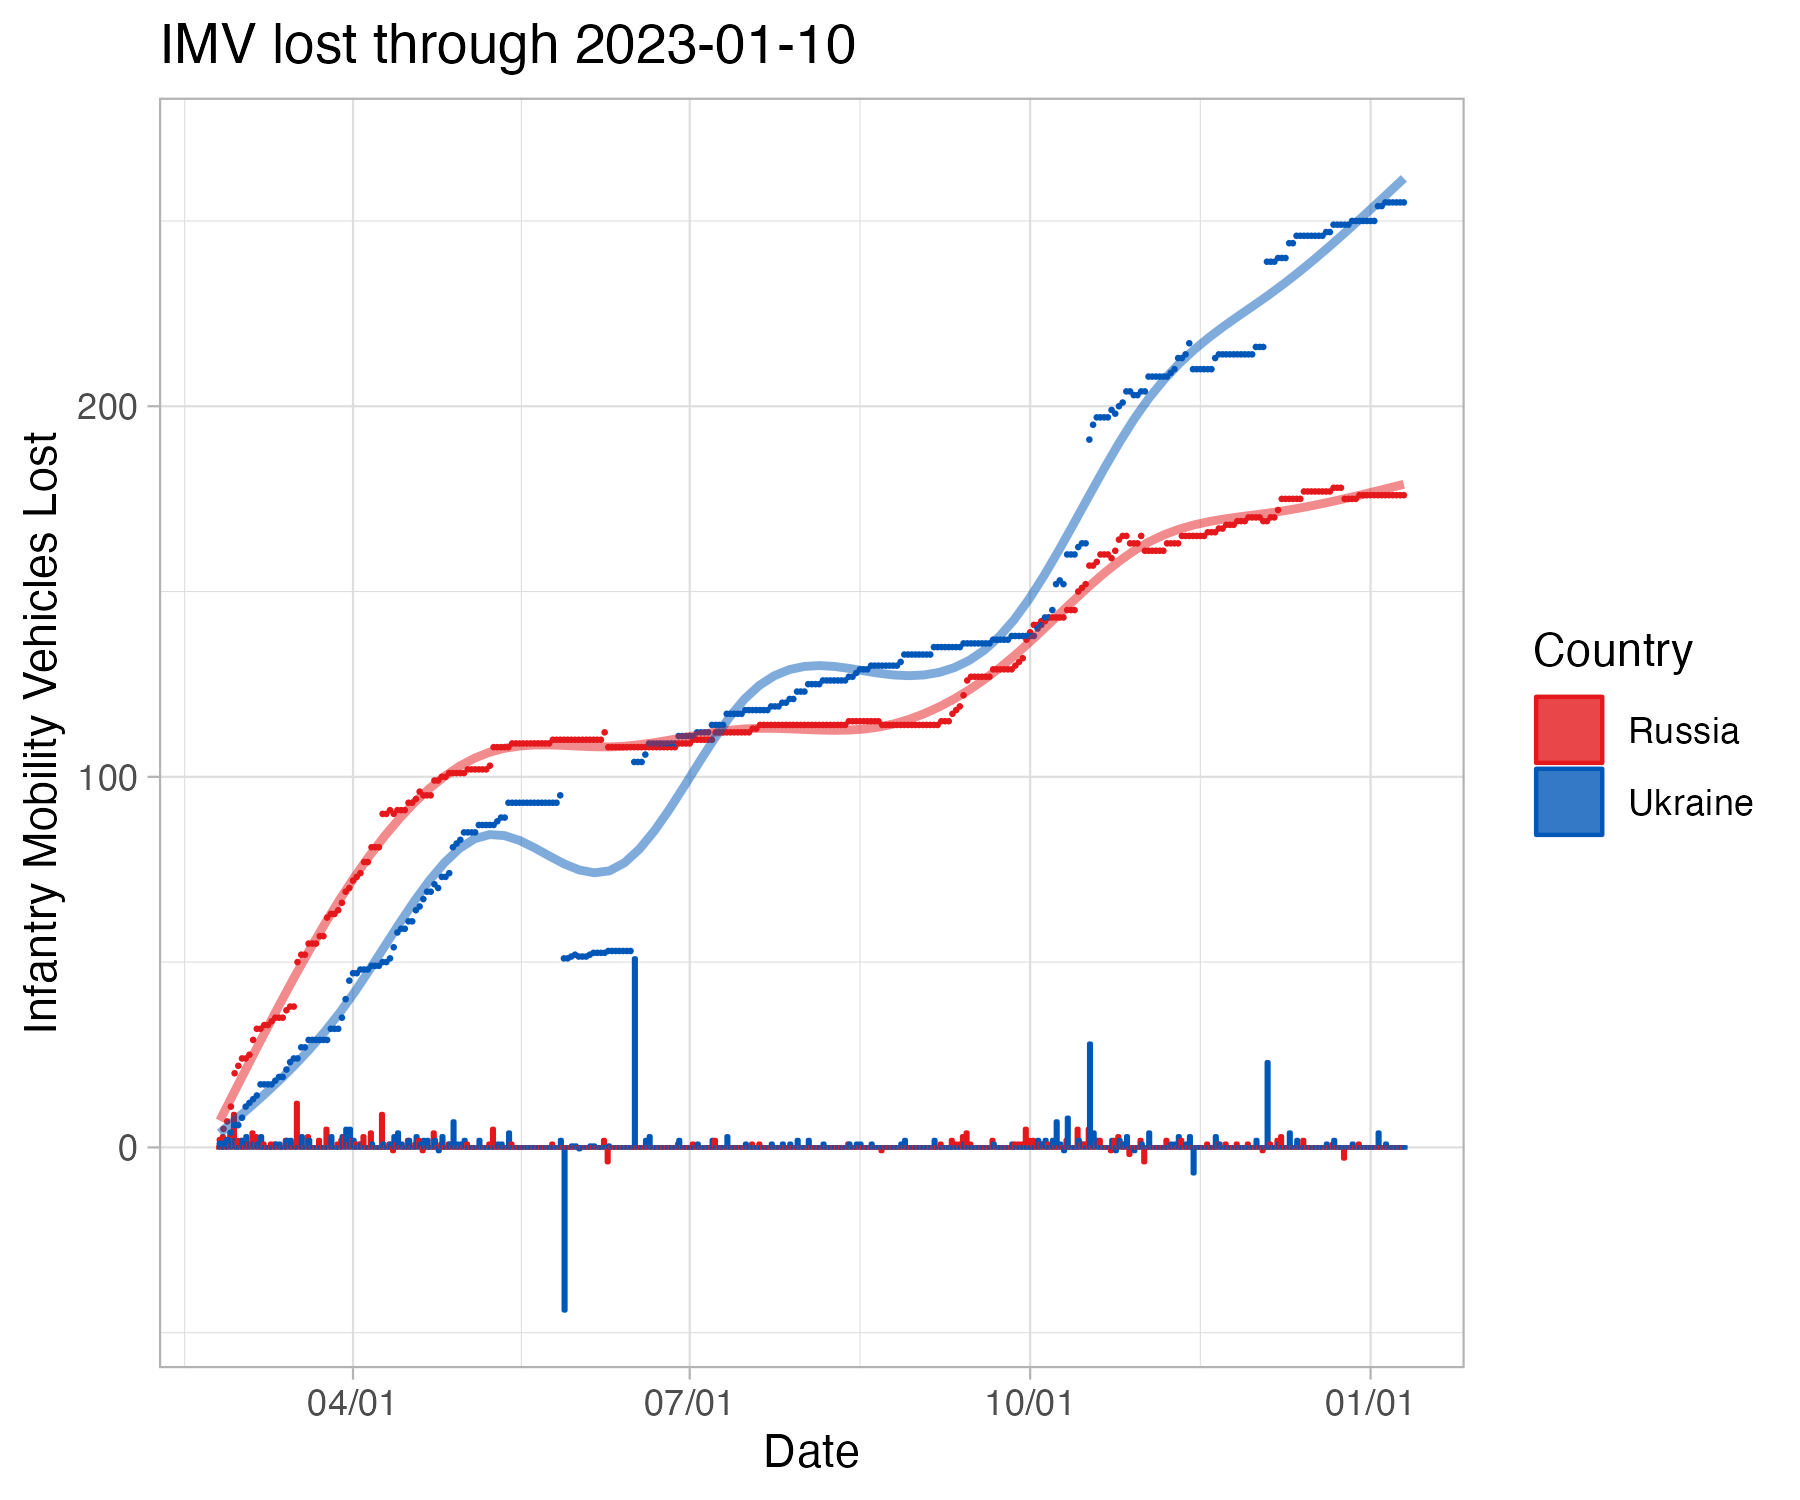 IMV lost through 2023-01-10
Infantry Mobility Vehicles Lost
200
100
0
04/01
07/01
10/01
01/01
Date
Country
Russia
Ukraine